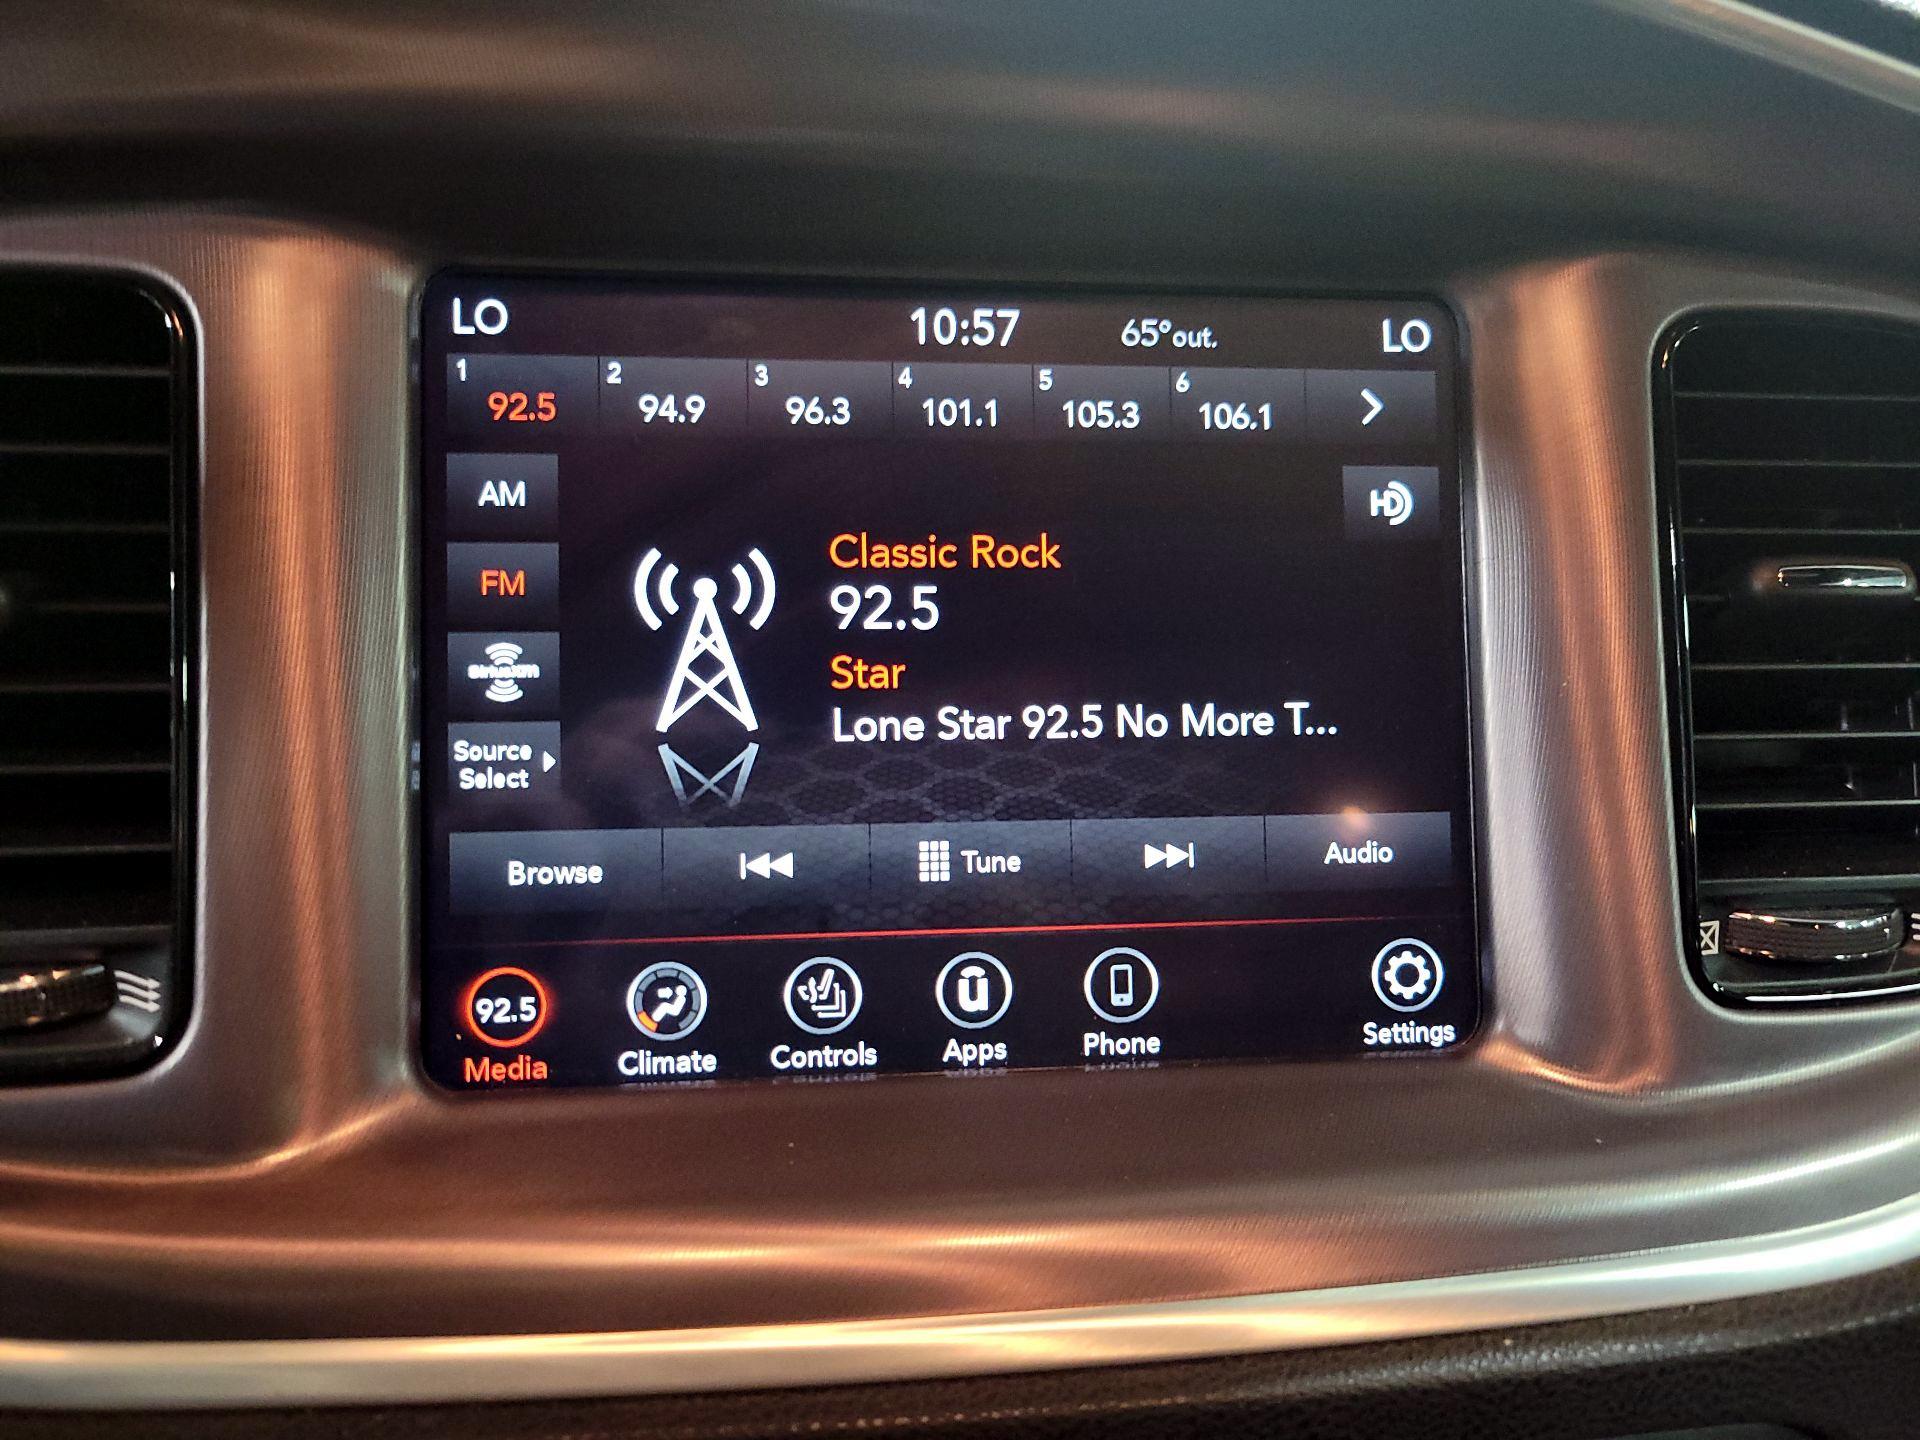 LO 10:57 65°out. LO
1 2 3 4 5 6
92.5 94.9 96.3 101.1 105.3 106.1
AM
HD
Classic Rock
FM
92.5
SiriusXM
Star
Lone Star 92.5 No More T...
Source
Select
Browse Tune Audio
92.5 ū
Media Climate Controls Apps Phone Settings